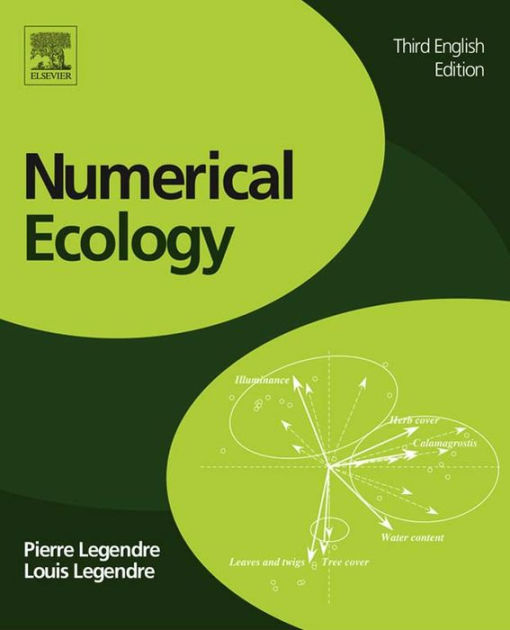 ELSEVIER
Third English
Edition
Numerical
Ecology
Illuminance
Herb cover
Calamagrostis
Water content
Leaves and twigs
Tree cover
Pierre Legendre
Louis Legendre